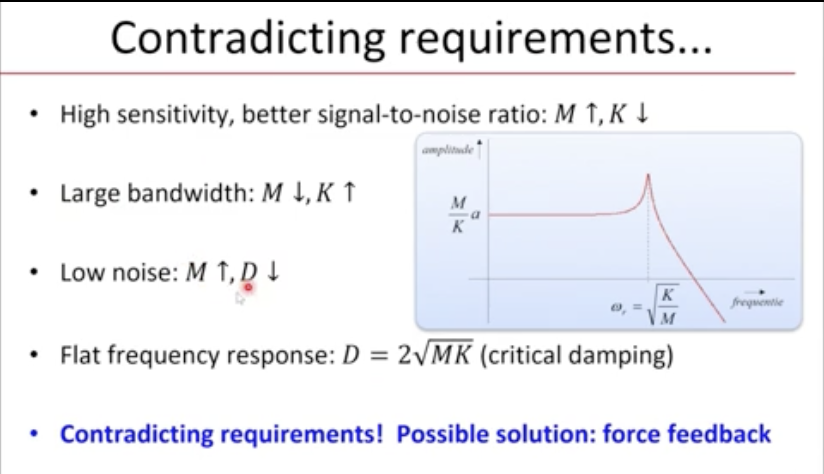 Contradicting requirements...
• High sensitivity, better signal-to-noise ratio: M ↑, K ↓
amplitude ↑
• Large bandwidth: M ↓, K ↑
M/K a
• Low noise: M ↑, D ↓
ω_r = √(K/M)
frequentie
• Flat frequency response: D = 2√MK (critical damping)
• Contradicting requirements! Possible solution: force feedback